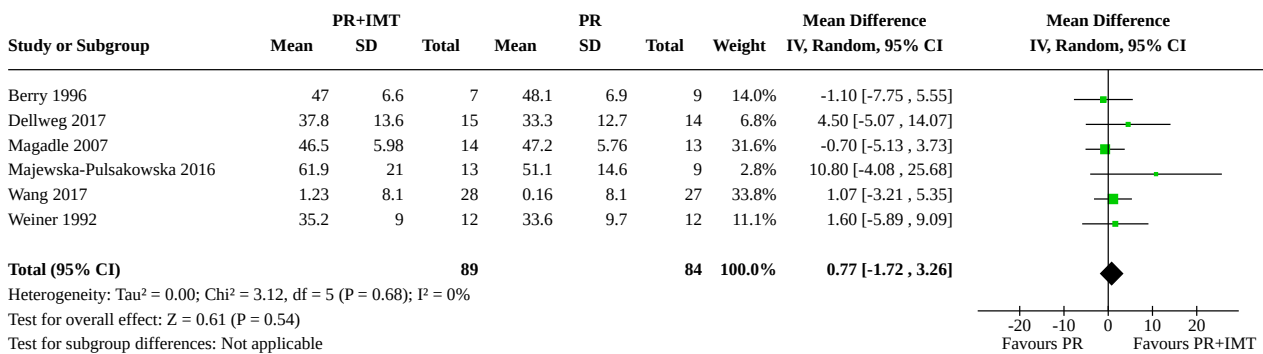 PR+IMT PR Mean Difference Mean Difference
Study or Subgroup Mean SD Total Mean SD Total Weight IV, Random, 95% CI IV, Random, 95% CI
Berry 1996 47 6.6 7 48.1 6.9 9 14.0% -1.10 [-7.75 , 5.55]
Dellweg 2017 37.8 13.6 15 33.3 12.7 14 6.8% 4.50 [-5.07 , 14.07]
Magadle 2007 46.5 5.98 14 47.2 5.76 13 31.6% -0.70 [-5.13 , 3.73]
Majewska-Pulsakowska 2016 61.9 21 13 51.1 14.6 9 2.8% 10.80 [-4.08 , 25.68]
Wang 2017 1.23 8.1 28 0.16 8.1 27 33.8% 1.07 [-3.21 , 5.35]
Weiner 1992 35.2 9 12 33.6 9.7 12 11.1% 1.60 [-5.89 , 9.09]
Total (95% CI) 89 84 100.0% 0.77 [-1.72 , 3.26]
Heterogeneity: Tau² = 0.00; Chi² = 3.12, df = 5 (P = 0.68); I² = 0%
Test for overall effect: Z = 0.61 (P = 0.54)
Test for subgroup differences: Not applicable
-20 -10 0 10 20
Favours PR Favours PR+IMT